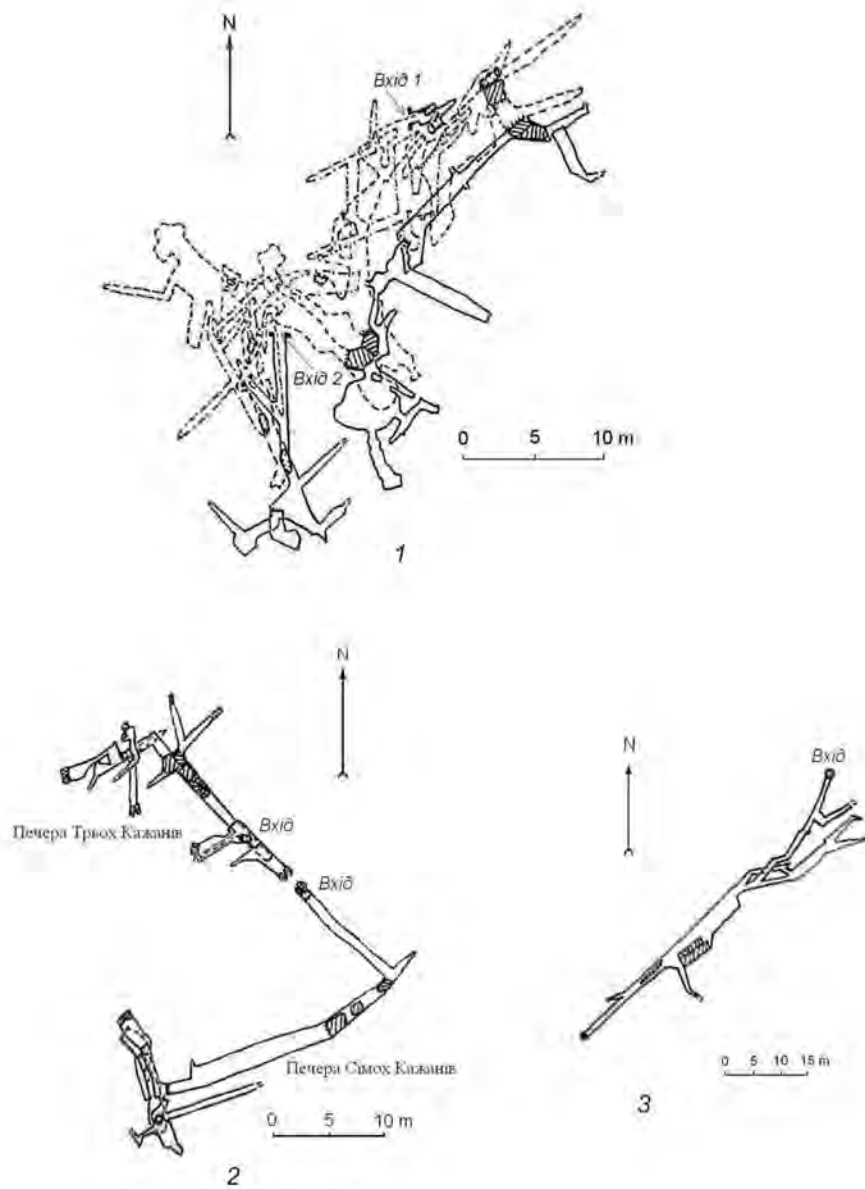 N
Вхід 1
Вхід 2
0 5 10 m
1
N
Печера Трьох Кажанів
Вхід
Вхід
Печера Сімох Кажанів
0 5 10 m
2
N
Вхід
0 5 10 15 m
3